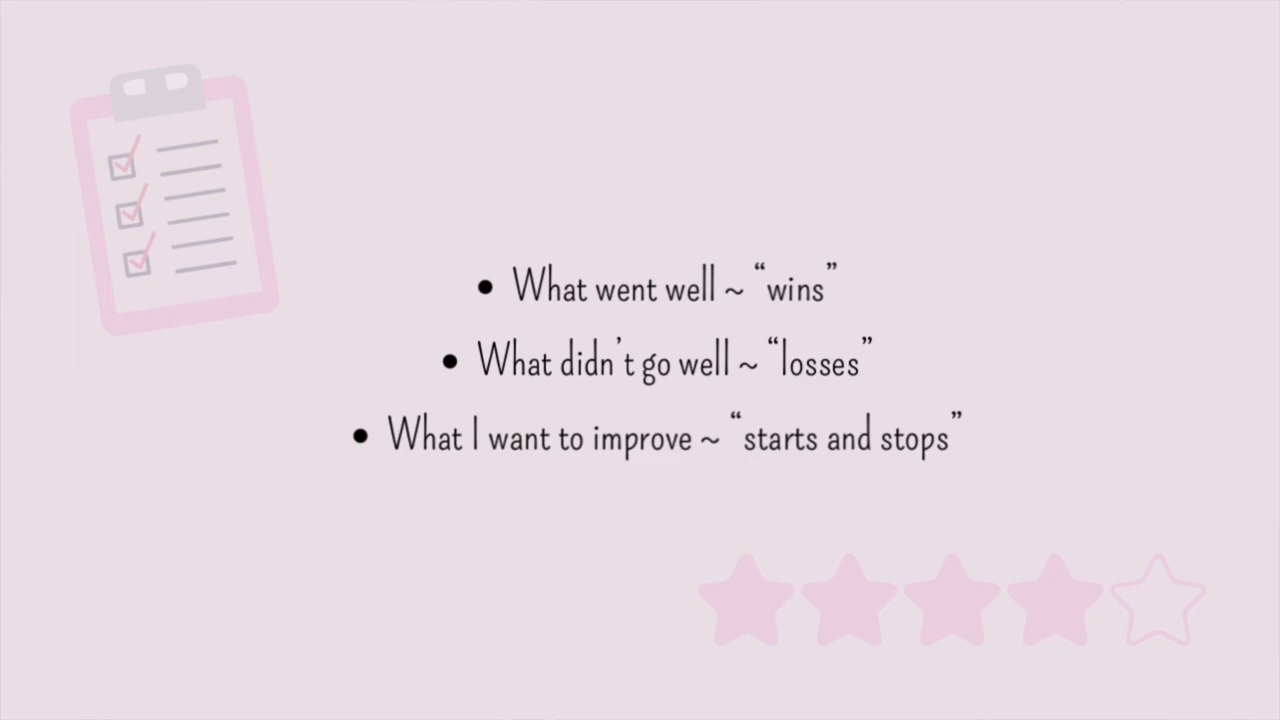 • What went well ~ “wins”
• What didn’t go well ~ “losses”
• What I want to improve ~ “starts and stops”